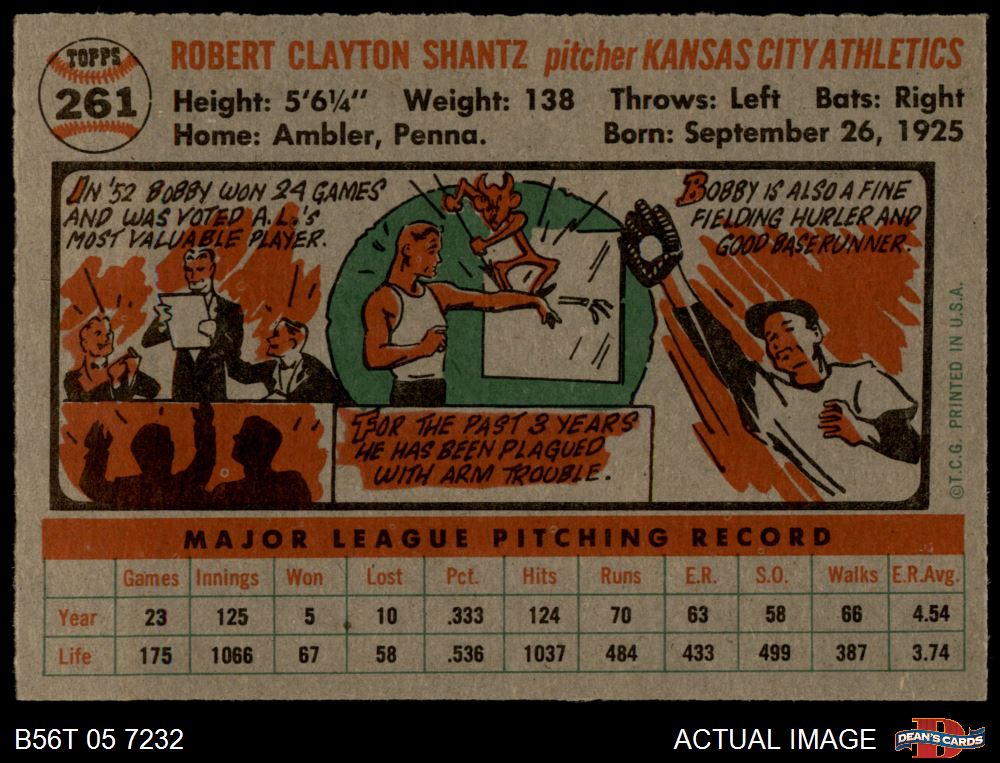 TOPPS
261
ROBERT CLAYTON SHANTZ pitcher KANSAS CITY ATHLETICS
Height: 5'6¼" Weight: 138 Throws: Left Bats: Right
Home: Ambler, Penna. Born: September 26, 1925
IN '52 BOBBY WON 24 GAMES
AND WAS VOTED A.L.'S
MOST VALUABLE PLAYER.
FOR THE PAST 3 YEARS
HE HAS BEEN PLAGUED
WITH ARM TROUBLE.
BOBBY IS ALSO A FINE
FIELDING HURLER AND
GOOD BASERUNNER.
©T.C.G. PRINTED IN U.S.A.
MAJOR LEAGUE PITCHING RECORD
Games Innings Won Lost Pct. Hits Runs E.R. S.O. Walks E.R.Avg.
Year 23 125 5 10 .333 124 70 63 58 66 4.54
Life 175 1066 67 58 .536 1037 484 433 499 387 3.74
B56T 05 7232 ACTUAL IMAGE
DEAN'S CARDS